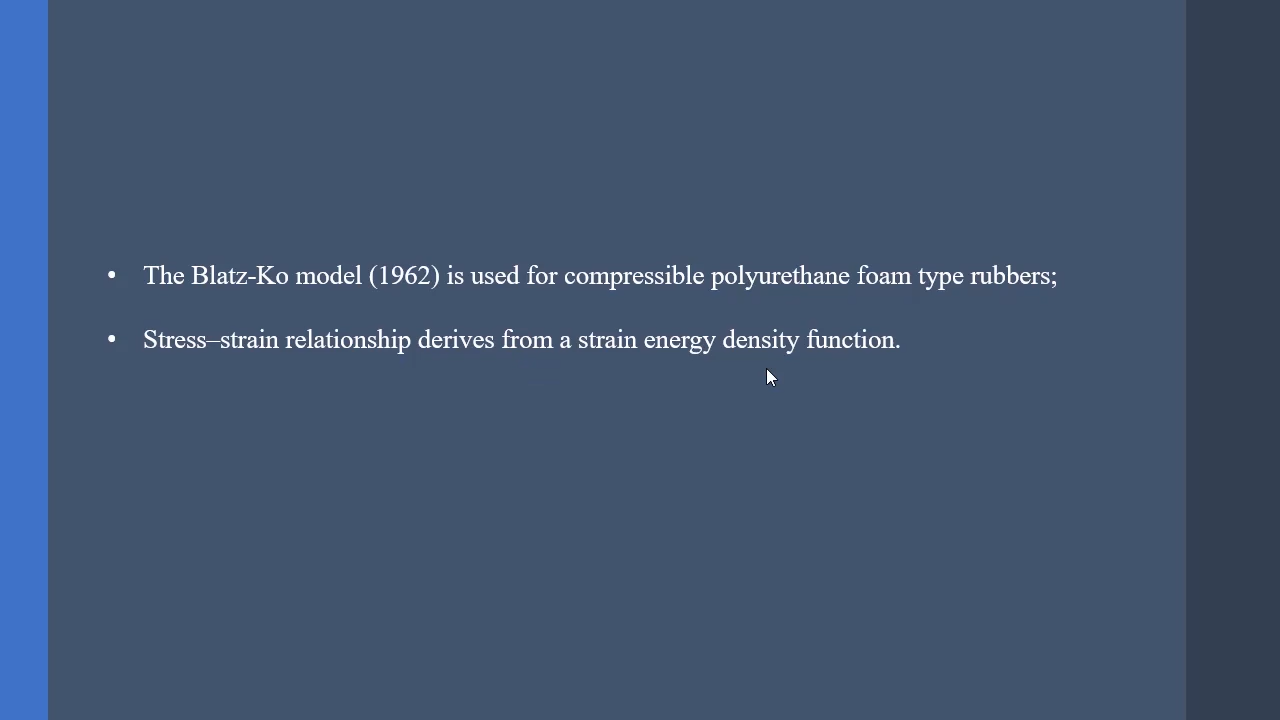 • The Blatz-Ko model (1962) is used for compressible polyurethane foam type rubbers;
• Stress–strain relationship derives from a strain energy density function.